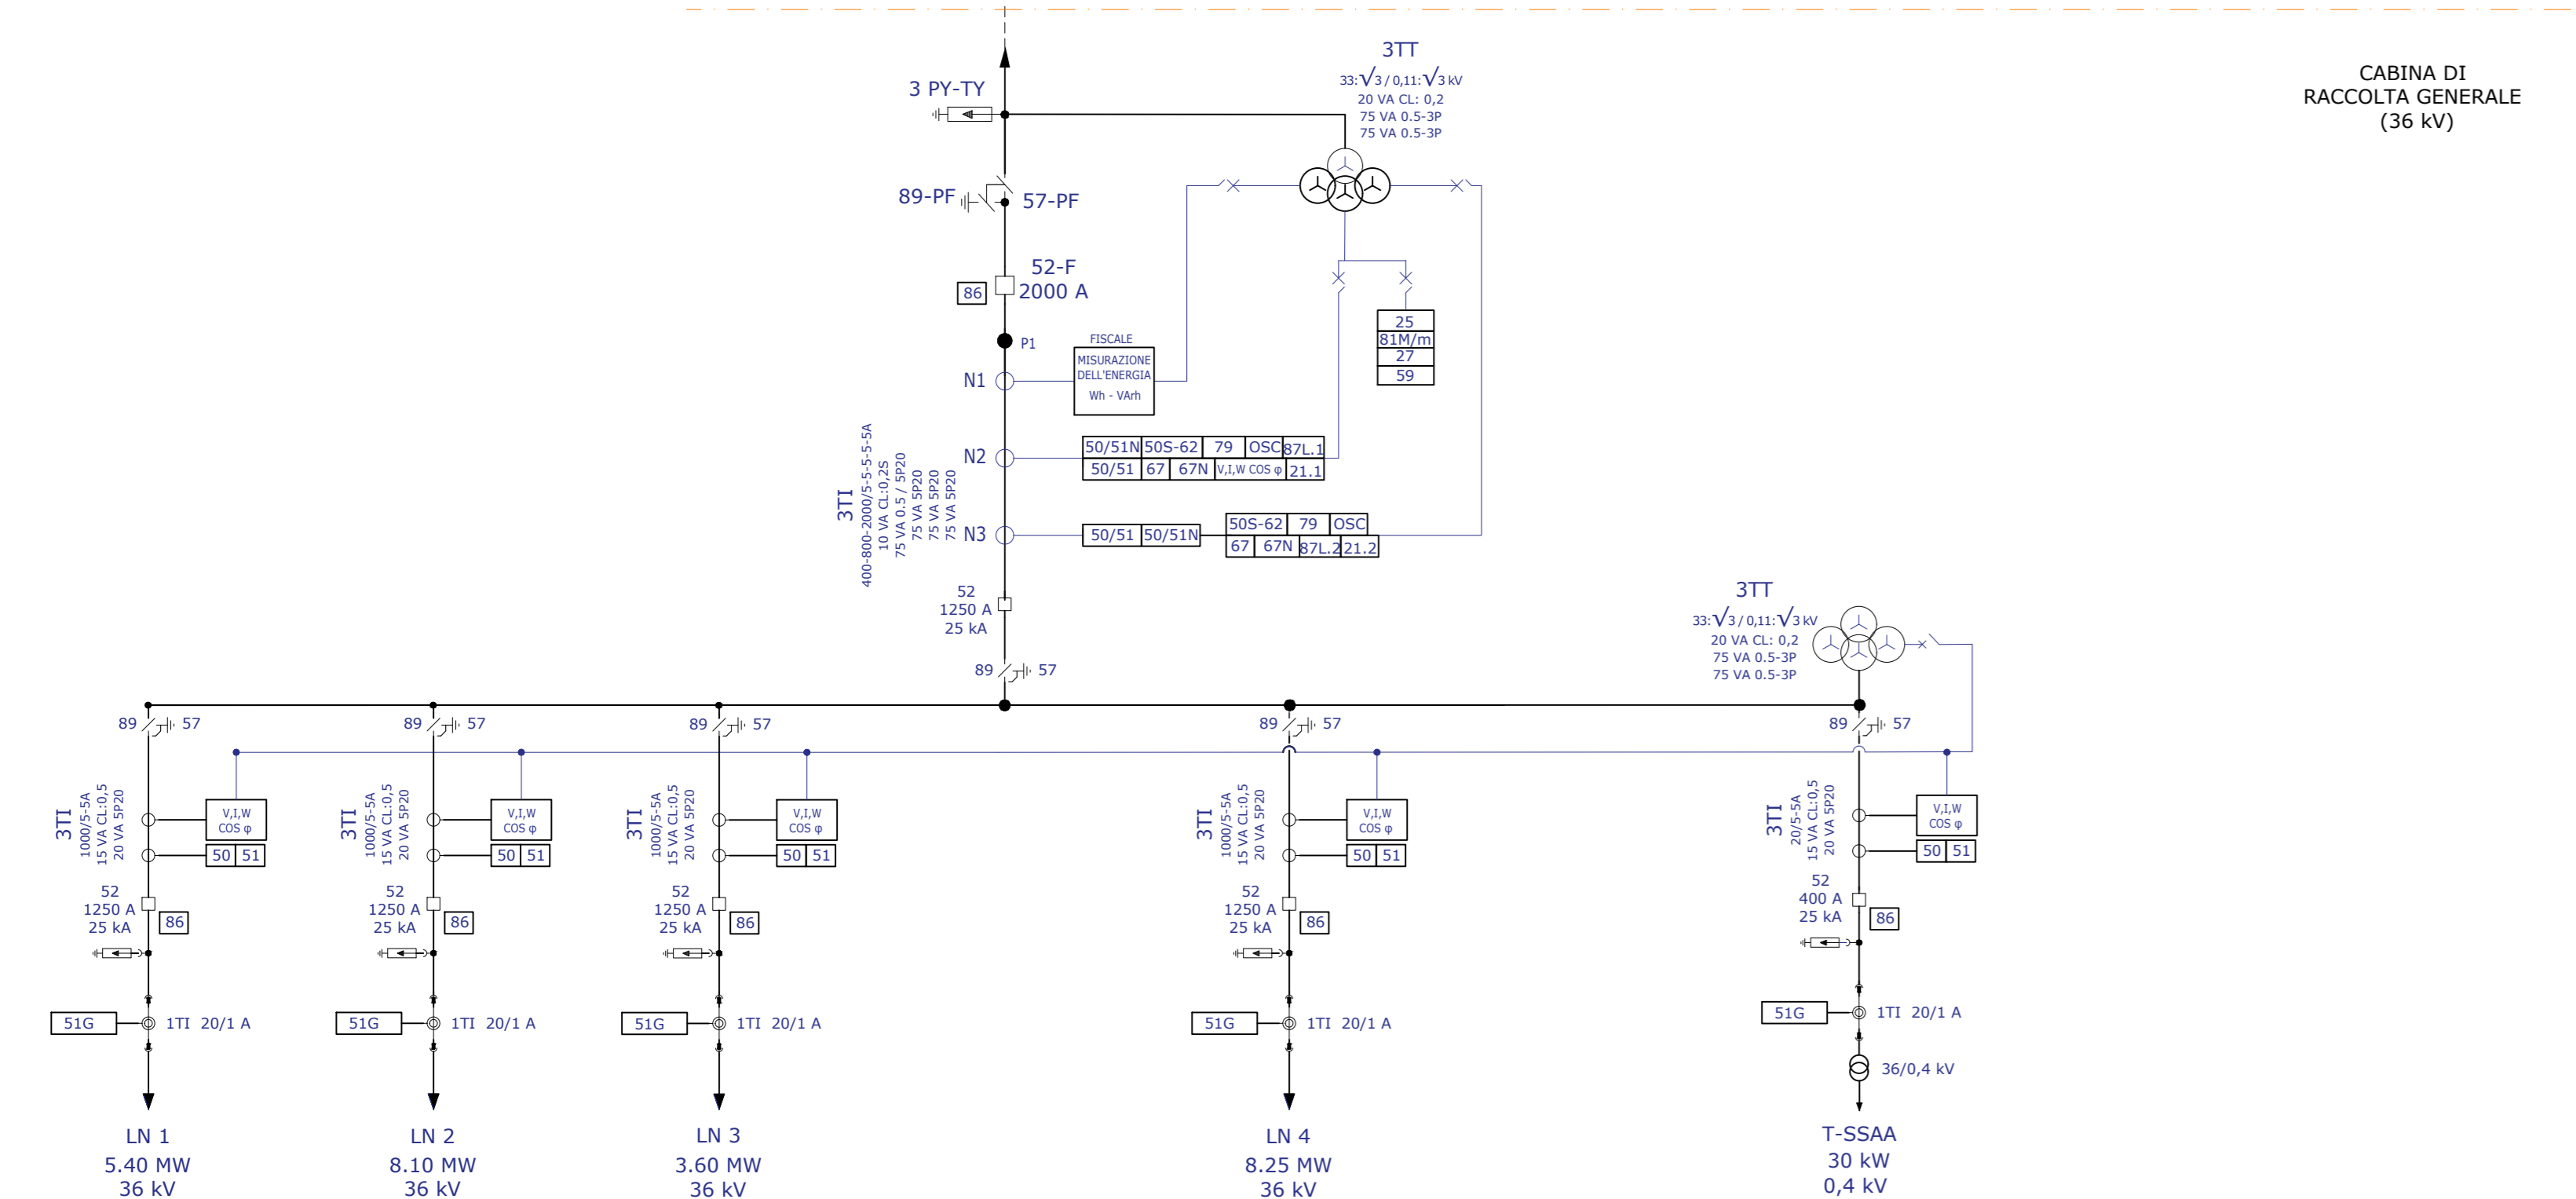 CABINA DI
RACCOLTA GENERALE
(36 kV)
3TT
33:√3 / 0,11:√3 kV
20 VA CL: 0,2
75 VA 0.5-3P
75 VA 0.5-3P
3 PY-TY
89-PF
57-PF
52-F
2000 A
86
P1
FISCALE
MISURAZIONE
DELL'ENERGIA
Wh - VArh
25
81M/m
27
59
N1
N2
N3
50/51N 50S-62 79 OSC 87L.1
50/51 67 67N V,I,W COS φ 21.1
50/51 50/51N
50S-62 79 OSC
67 67N 87L.2 21.2
3TI
400-800-2000/5-5-5-5-5A
10 VA CL:0,2S
75 VA 0.5 / 5P20
75 VA 5P20
75 VA 5P20
75 VA 5P20
52
1250 A
25 kA
89 57
3TT
33:√3 / 0,11:√3 kV
20 VA CL: 0,2
75 VA 0.5-3P
75 VA 0.5-3P
89 57
3TI
1000/5-5A
15 VA CL:0,5
20 VA 5P20
V,I,W
COS φ
50 51
52
1250 A
25 kA
86
51G
1TI 20/1 A
LN 1
5.40 MW
36 kV
89 57
3TI
1000/5-5A
15 VA CL:0,5
20 VA 5P20
V,I,W
COS φ
50 51
52
1250 A
25 kA
86
51G
1TI 20/1 A
LN 2
8.10 MW
36 kV
89 57
3TI
1000/5-5A
15 VA CL:0,5
20 VA 5P20
V,I,W
COS φ
50 51
52
1250 A
25 kA
86
51G
1TI 20/1 A
LN 3
3.60 MW
36 kV
89 57
3TI
1000/5-5A
15 VA CL:0,5
20 VA 5P20
V,I,W
COS φ
50 51
52
1250 A
25 kA
86
51G
1TI 20/1 A
LN 4
8.25 MW
36 kV
89 57
3TI
20/5-5A
15 VA CL:0,5
20 VA 5P20
V,I,W
COS φ
50 51
52
400 A
25 kA
86
51G
1TI 20/1 A
36/0,4 kV
T-SSAA
30 kW
0,4 kV